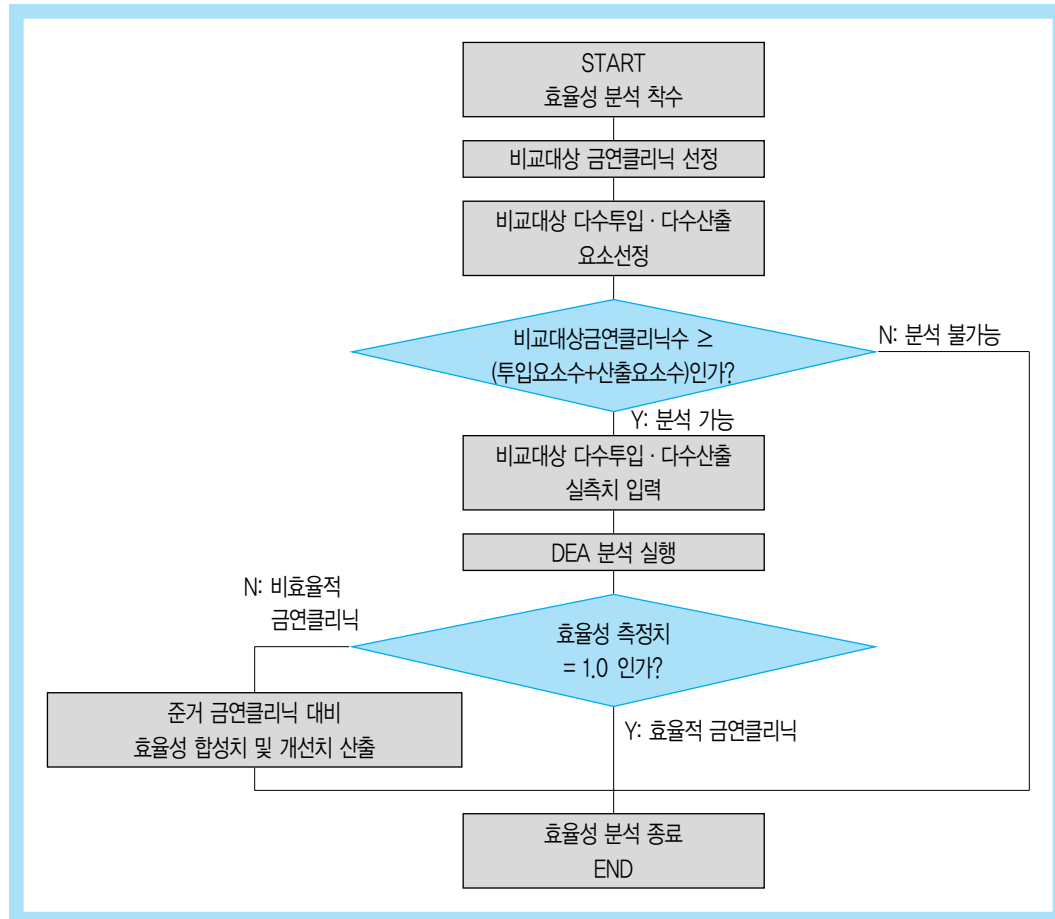 START
효율성 분석 착수
비교대상 금연클리닉 선정
비교대상 다수투입 · 다수산출
요소선정
비교대상금연클리닉수 ≥
(투입요소수+산출요소수)인가?
N: 분석 불가능
Y: 분석 가능
비교대상 다수투입 · 다수산출
실측치 입력
DEA 분석 실행
N: 비효율적
금연클리닉
효율성 측정치
= 1.0 인가?
준거 금연클리닉 대비
효율성 합성치 및 개선치 산출
Y: 효율적 금연클리닉
효율성 분석 종료
END